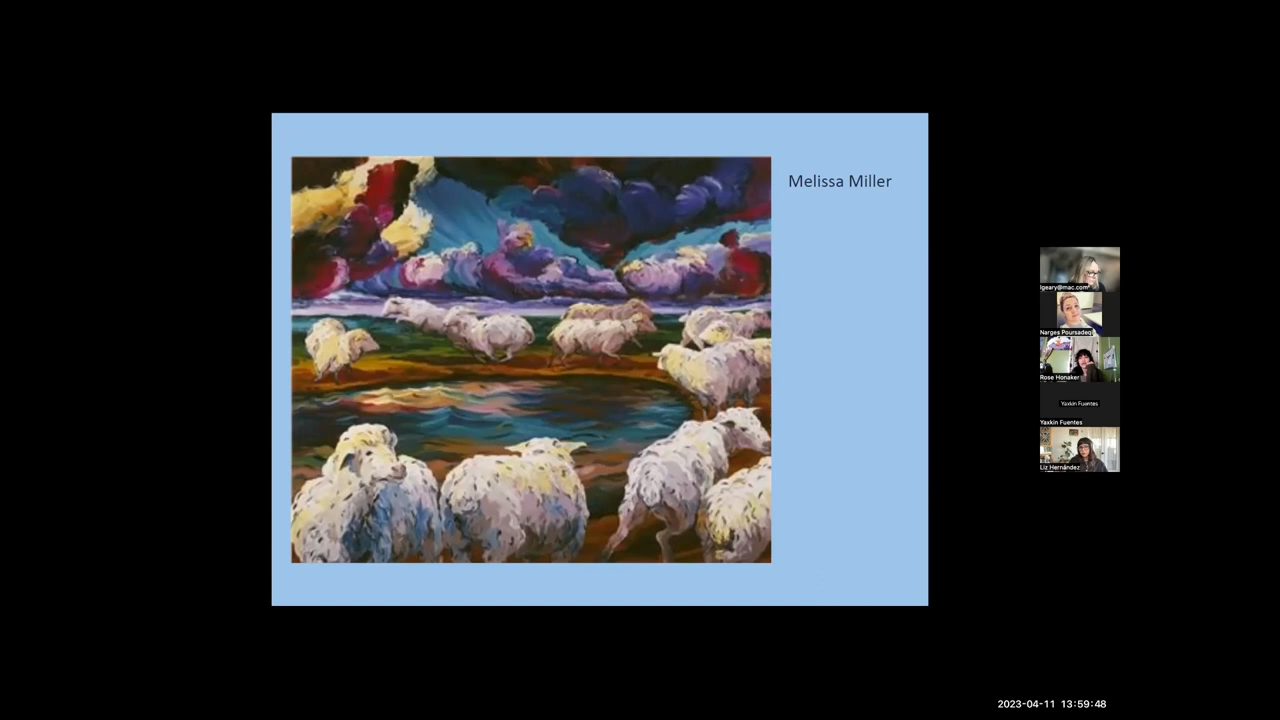 Melissa Miller
lgeary@mac.com
Narges Poursadeqi
Rose Honaker
Yaxkin Fuentes
Yaxkin Fuentes
Liz Hernández
2023-04-11 13:59:48